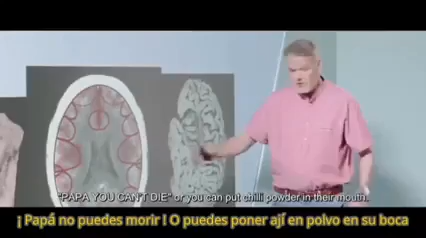 "PAPA YOU CAN'T DIE" or you can put chilli powder in their mouth.
¡ Papá no puedes morir ! O puedes poner ají en polvo en su boca